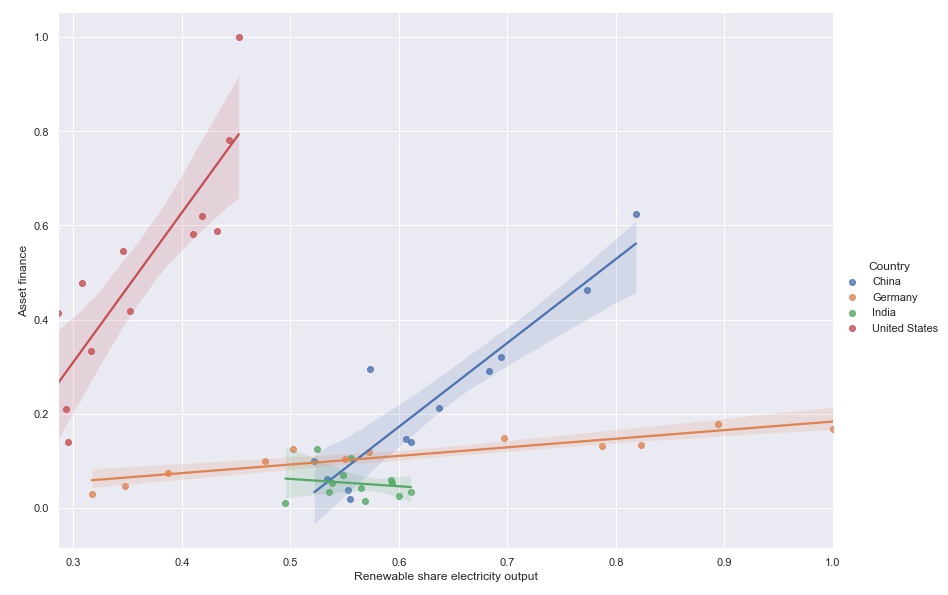 1.0
0.8
0.6
0.4
0.2
0.0
Asset finance
0.3 0.4 0.5 0.6 0.7 0.8 0.9 1.0
Renewable share electricity output
Country
China
Germany
India
United States